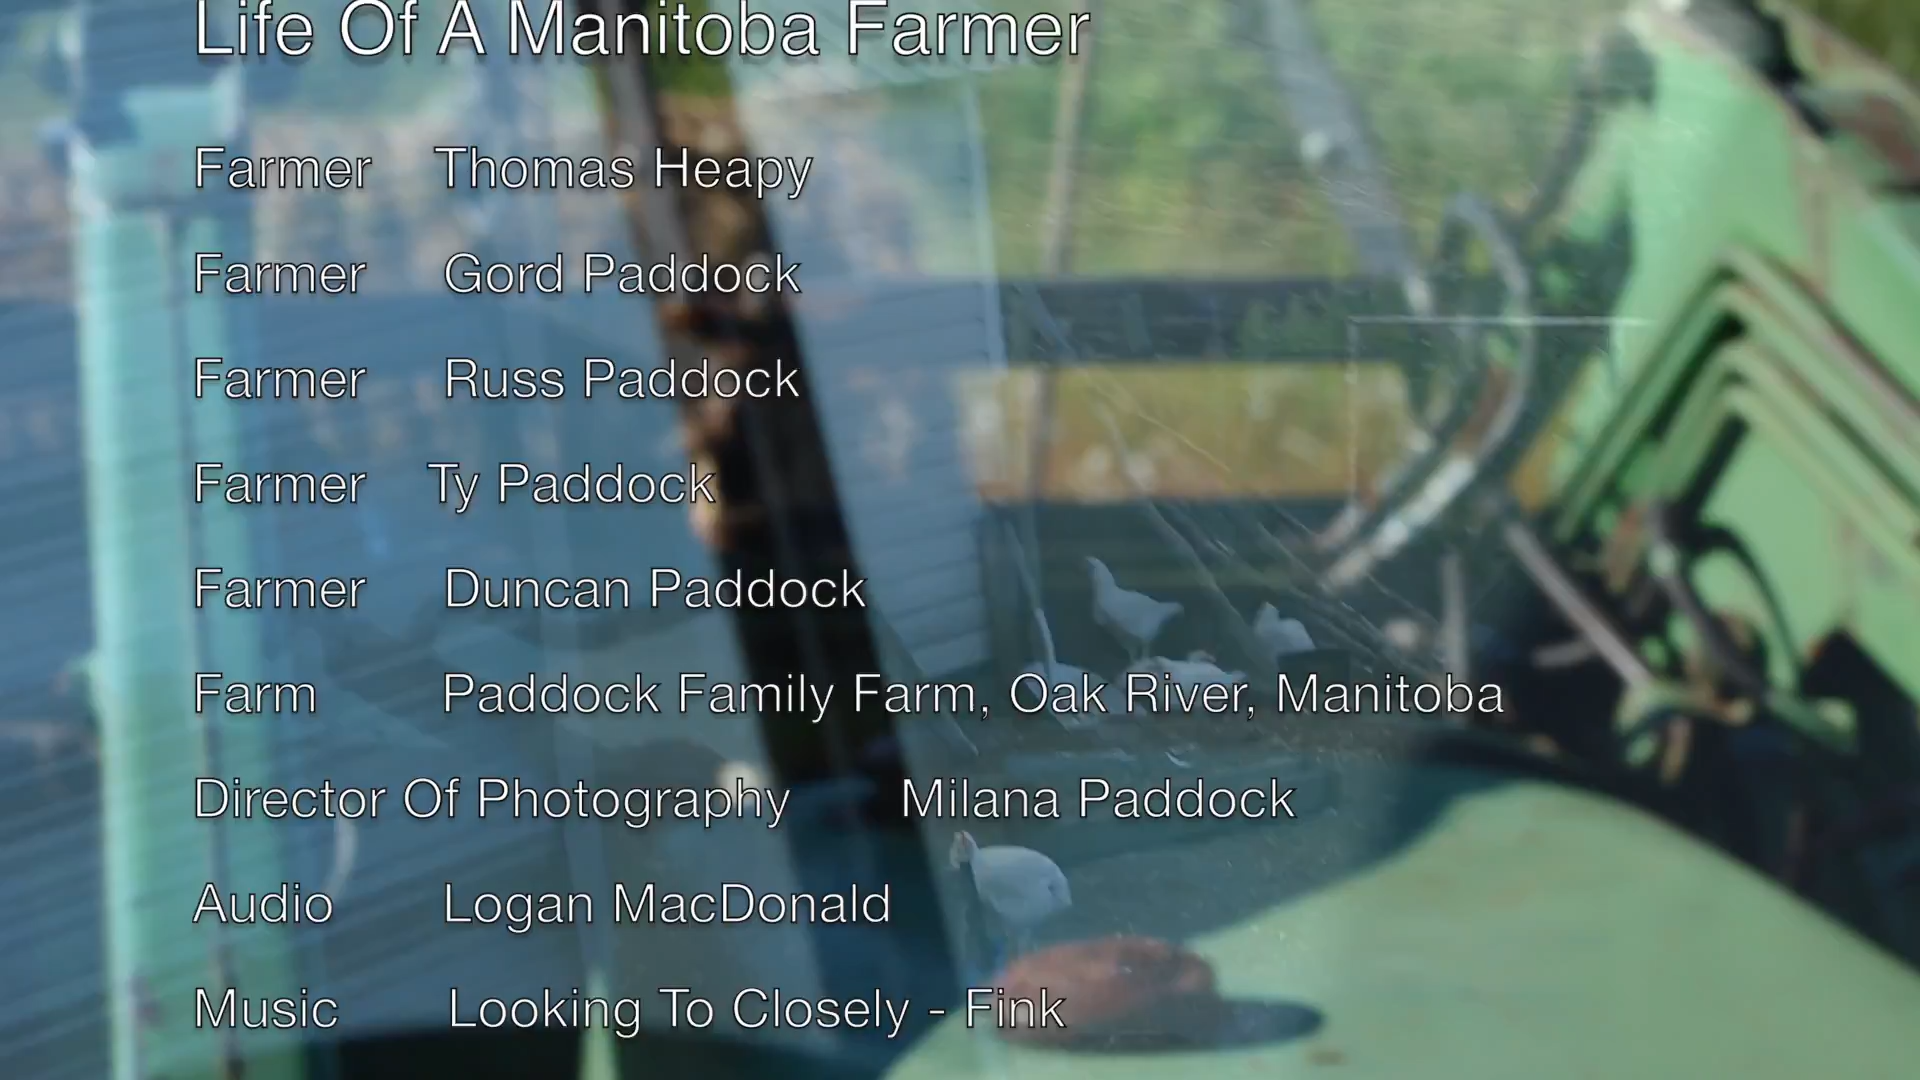 Life Of A Manitoba Farmer
Farmer Thomas Heapy
Farmer Gord Paddock
Farmer Russ Paddock
Farmer Ty Paddock
Farmer Duncan Paddock
Farm Paddock Family Farm, Oak River, Manitoba
Director Of Photography Milana Paddock
Audio Logan MacDonald
Music Looking To Closely - Fink